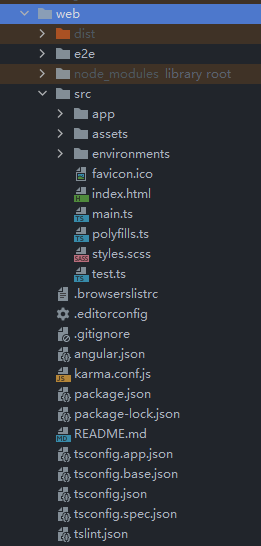 web
dist
e2e
node_modules library root
src
app
assets
environments
favicon.ico
index.html
main.ts
polyfills.ts
styles.scss
test.ts
.browserslistrc
.editorconfig
.gitignore
angular.json
karma.conf.js
package.json
package-lock.json
README.md
tsconfig.app.json
tsconfig.base.json
tsconfig.json
tsconfig.spec.json
tslint.json